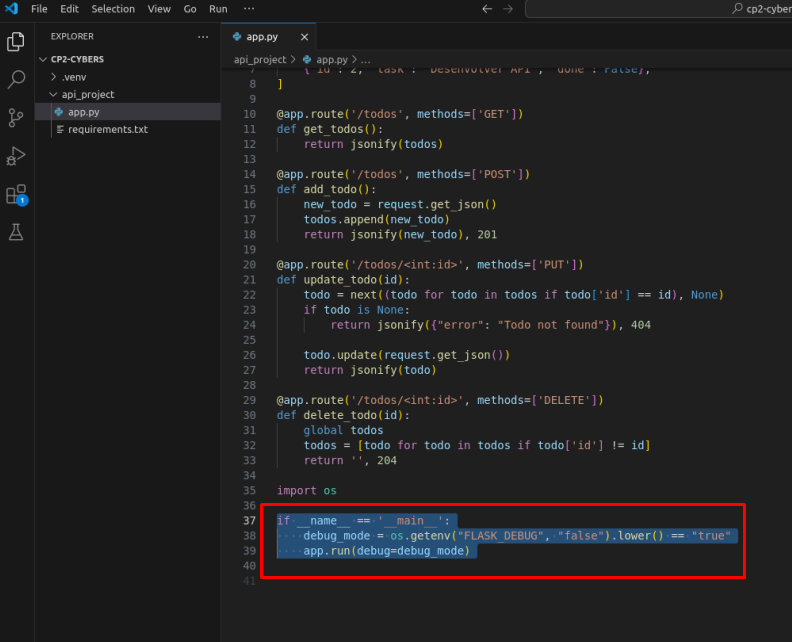 File Edit Selection View Go Run ···
cp2-cyber
EXPLORER ···
app.py
CP2-CYBERS
.venv
api_project
app.py
requirements.txt
1
api_project > app.py > ...
7 { 'id': 2, 'task': 'Desenvolver API', 'done': False},
8 ]
9
10 @app.route('/todos', methods=['GET'])
11 def get_todos():
12 return jsonify(todos)
13
14 @app.route('/todos', methods=['POST'])
15 def add_todo():
16 new_todo = request.get_json()
17 todos.append(new_todo)
18 return jsonify(new_todo), 201
19
20 @app.route('/todos/<int:id>', methods=['PUT'])
21 def update_todo(id):
22 todo = next((todo for todo in todos if todo['id'] == id), None)
23 if todo is None:
24 return jsonify({"error": "Todo not found"}), 404
25
26 todo.update(request.get_json())
27 return jsonify(todo)
28
29 @app.route('/todos/<int:id>', methods=['DELETE'])
30 def delete_todo(id):
31 global todos
32 todos = [todo for todo in todos if todo['id'] != id]
33 return '', 204
34
35 import os
36
37 if __name__ == '__main__':
38 debug_mode = os.getenv("FLASK_DEBUG", "false").lower() == "true"
39 app.run(debug=debug_mode)
40
41